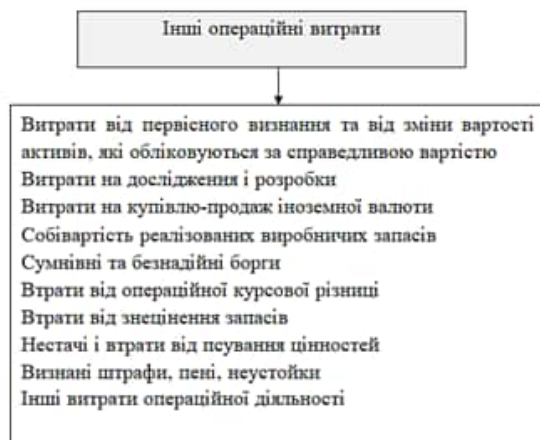 Інші операційні витрати
Витрати від первісного визнання та від зміни вартості
активів, які обліковуються за справедливою вартістю
Витрати на дослідження і розробки
Витрати на купівлю-продаж іноземної валюти
Собівартість реалізованих виробничих запасів
Сумнівні та безнадійні борги
Втрати від операційної курсової різниці
Втрати від знецінення запасів
Нестачі і втрати від псування цінностей
Визнані штрафи, пені, неустойки
Інші витрати операційної діяльності